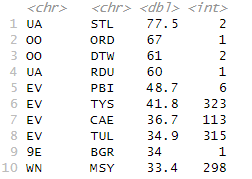 <chr> <chr> <dbl> <int>
1 UA STL 77.5 2
2 OO ORD 67 1
3 OO DTW 61 2
4 UA RDU 60 1
5 EV PBI 48.7 6
6 EV TYS 41.8 323
7 EV CAE 36.7 113
8 EV TUL 34.9 315
9 9E BGR 34 1
10 WN MSY 33.4 298